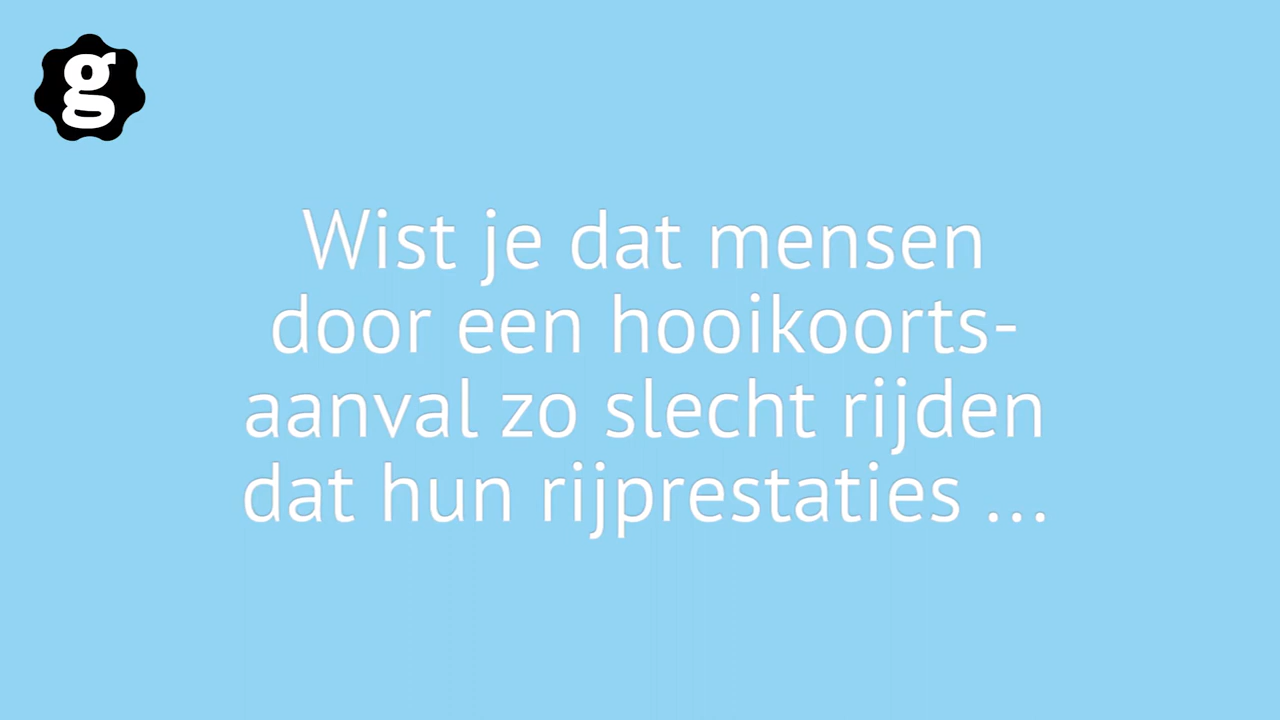 g
Wist je dat mensen
door een hooikoorts-
aanval zo slecht rijden
dat hun rijprestaties ...